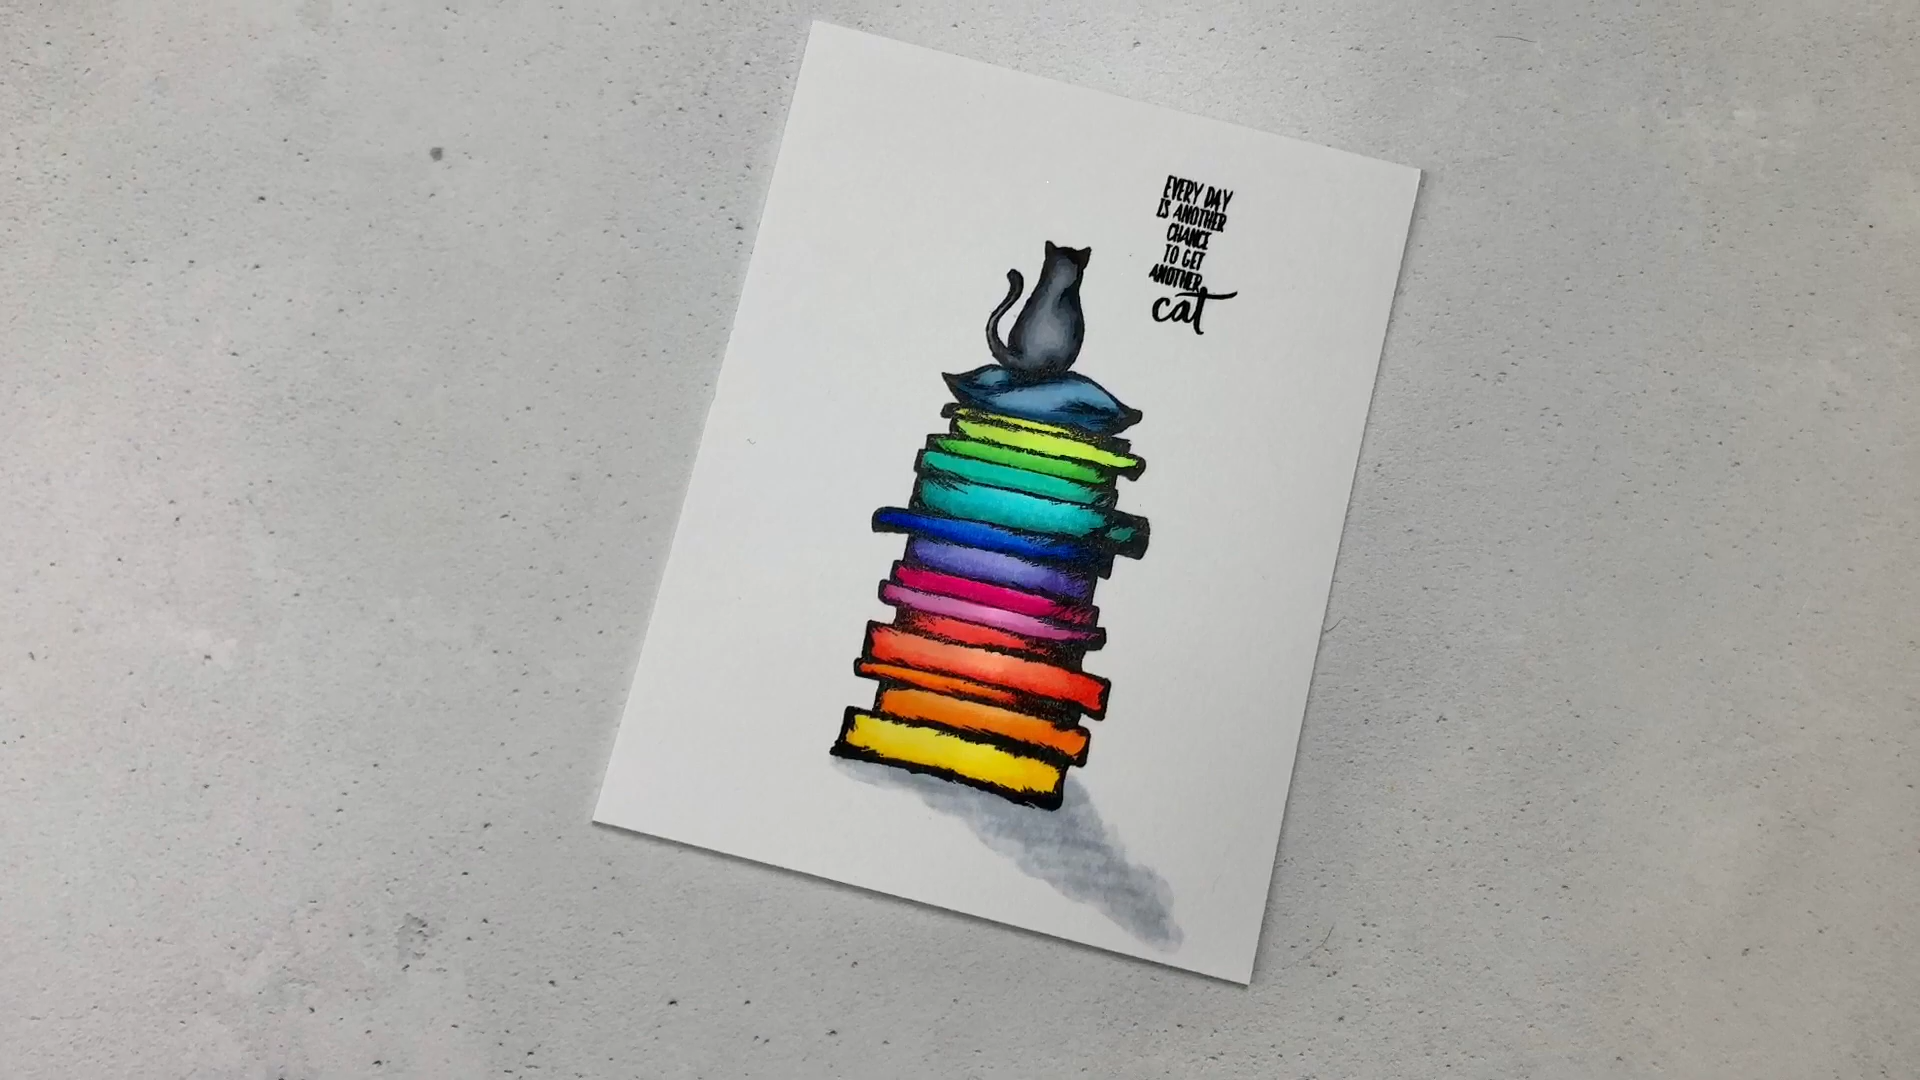 EVERY DAY
IS ANOTHER
CHANCE
TO GET
ANOTHER
cat